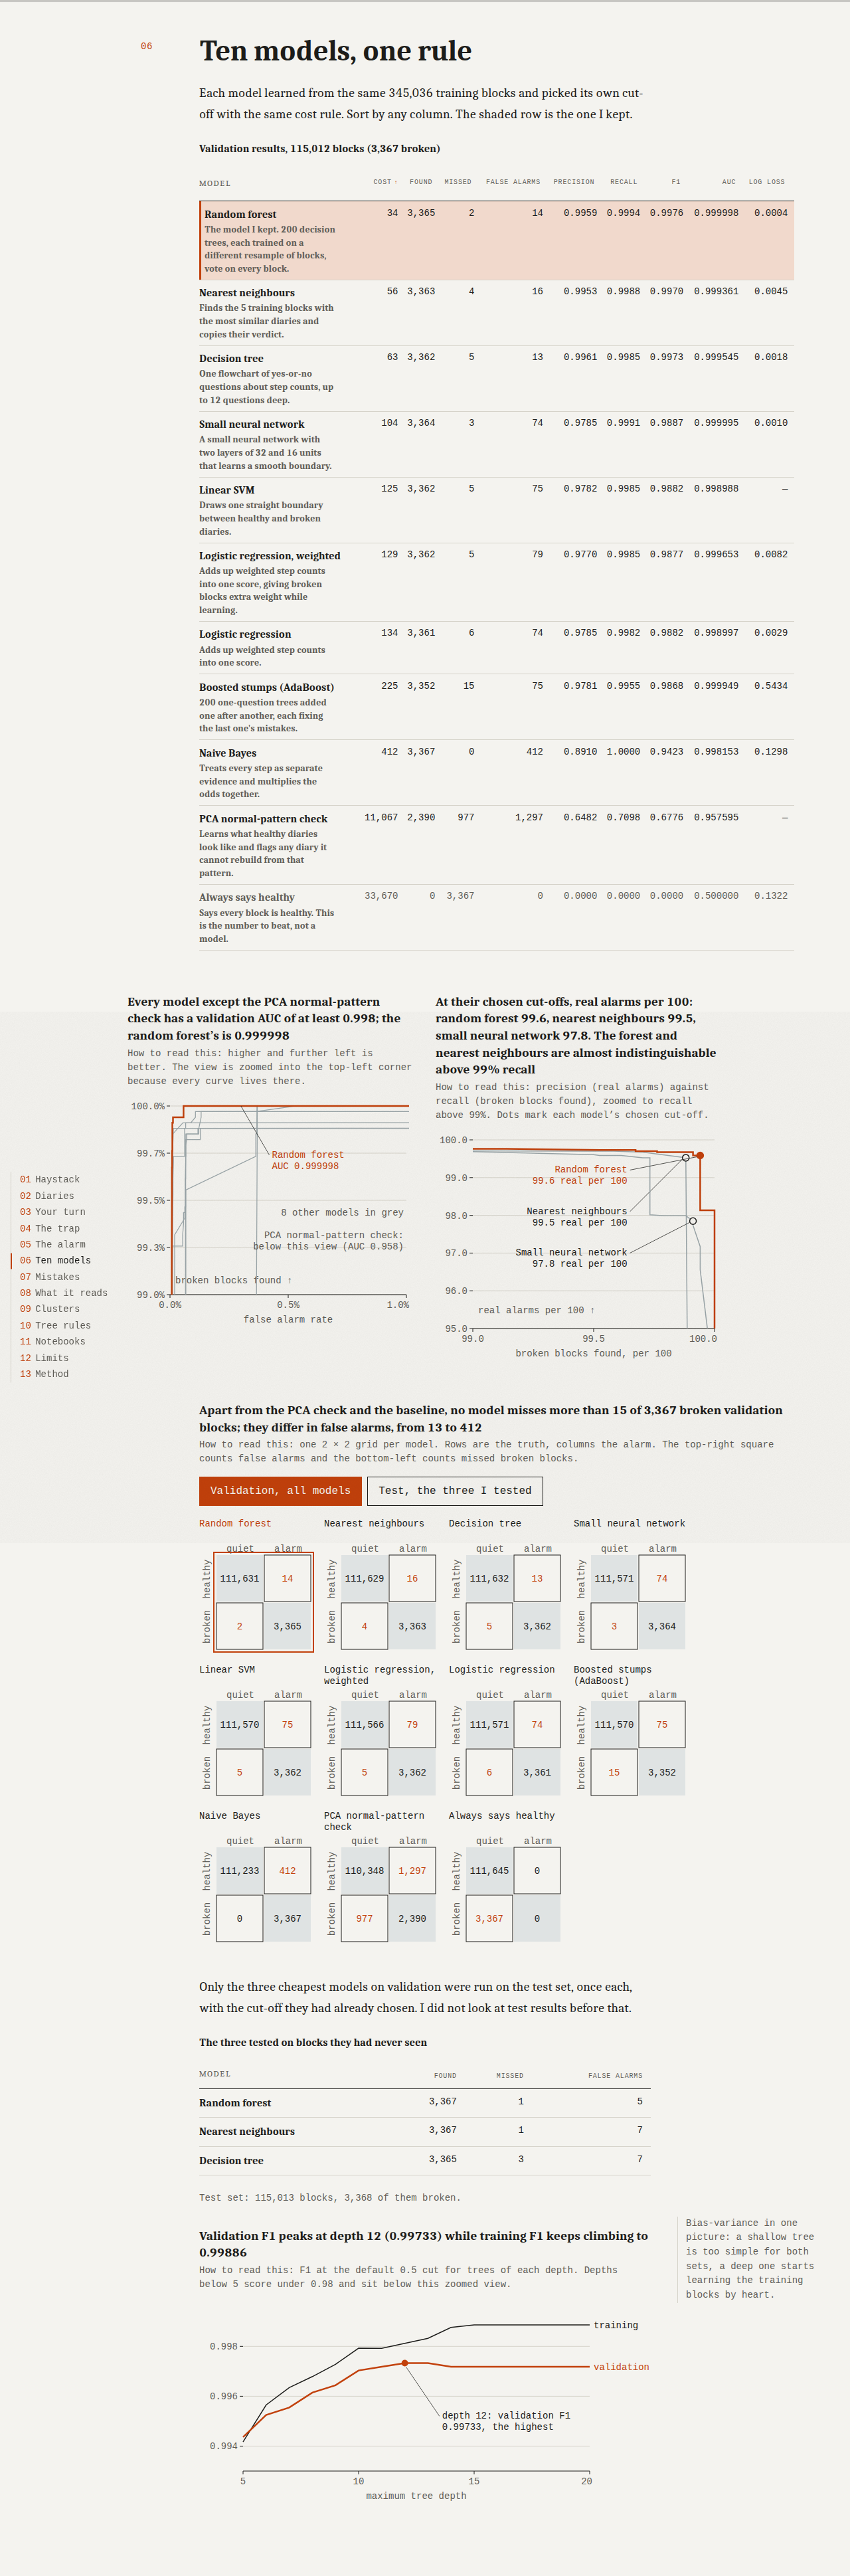 06
Ten models, one rule
Each model learned from the same 345,036 training blocks and picked its own cut-
off with the same cost rule. Sort by any column. The shaded row is the one I kept.
Validation results, 115,012 blocks (3,367 broken)
MODEL COST ↑ FOUND MISSED FALSE ALARMS PRECISION RECALL F1 AUC LOG LOSS
Random forest 34 3,365 2 14 0.9959 0.9994 0.9976 0.999998 0.0004
The model I kept. 200 decision
trees, each trained on a
different resample of blocks,
vote on every block.
Nearest neighbours 56 3,363 4 16 0.9953 0.9988 0.9970 0.999361 0.0045
Finds the 5 training blocks with
the most similar diaries and
copies their verdict.
Decision tree 63 3,362 5 13 0.9961 0.9985 0.9973 0.999545 0.0018
One flowchart of yes-or-no
questions about step counts, up
to 12 questions deep.
Small neural network 104 3,364 3 74 0.9785 0.9991 0.9887 0.999995 0.0010
A small neural network with
two layers of 32 and 16 units
that learns a smooth boundary.
Linear SVM 125 3,362 5 75 0.9782 0.9985 0.9882 0.998988 —
Draws one straight boundary
between healthy and broken
diaries.
Logistic regression, weighted 129 3,362 5 79 0.9770 0.9985 0.9877 0.999653 0.0082
Adds up weighted step counts
into one score, giving broken
blocks extra weight while
learning.
Logistic regression 134 3,361 6 74 0.9785 0.9982 0.9882 0.998997 0.0029
Adds up weighted step counts
into one score.
Boosted stumps (AdaBoost) 225 3,352 15 75 0.9781 0.9955 0.9868 0.999949 0.5434
200 one-question trees added
one after another, each fixing
the last one's mistakes.
Naive Bayes 412 3,367 0 412 0.8910 1.0000 0.9423 0.998153 0.1298
Treats every step as separate
evidence and multiplies the
odds together.
PCA normal-pattern check 11,067 2,390 977 1,297 0.6482 0.7098 0.6776 0.957595 —
Learns what healthy diaries
look like and flags any diary it
cannot rebuild from that
pattern.
Always says healthy 33,670 0 3,367 0 0.0000 0.0000 0.0000 0.500000 0.1322
Says every block is healthy. This
is the number to beat, not a
model.
Every model except the PCA normal-pattern
check has a validation AUC of at least 0.998; the
random forest's is 0.999998
How to read this: higher and further left is
better. The view is zoomed into the top-left corner
because every curve lives there.
100.0%
99.7%
99.5%
99.3%
99.0%
Random forest
AUC 0.999998
8 other models in grey
PCA normal-pattern check:
below this view (AUC 0.958)
broken blocks found ↑
0.0% 0.5% 1.0%
false alarm rate
At their chosen cut-offs, real alarms per 100:
random forest 99.6, nearest neighbours 99.5,
small neural network 97.8. The forest and
nearest neighbours are almost indistinguishable
above 99% recall
How to read this: precision (real alarms) against
recall (broken blocks found), zoomed to recall
above 99%. Dots mark each model's chosen cut-off.
100.0
99.0
98.0
97.0
96.0
95.0
Random forest
99.6 real per 100
Nearest neighbours
99.5 real per 100
Small neural network
97.8 real per 100
real alarms per 100 ↑
99.0 99.5 100.0
broken blocks found, per 100
01 Haystack
02 Diaries
03 Your turn
04 The trap
05 The alarm
06 Ten models
07 Mistakes
08 What it reads
09 Clusters
10 Tree rules
11 Notebooks
12 Limits
13 Method
Apart from the PCA check and the baseline, no model misses more than 15 of 3,367 broken validation
blocks; they differ in false alarms, from 13 to 412
How to read this: one 2 × 2 grid per model. Rows are the truth, columns the alarm. The top-right square
counts false alarms and the bottom-left counts missed broken blocks.
Validation, all models
Test, the three I tested
Random forest
quiet alarm
healthy 111,631 14
broken 2 3,365
Nearest neighbours
quiet alarm
healthy 111,629 16
broken 4 3,363
Decision tree
quiet alarm
healthy 111,632 13
broken 5 3,362
Small neural network
quiet alarm
healthy 111,571 74
broken 3 3,364
Linear SVM
quiet alarm
healthy 111,570 75
broken 5 3,362
Logistic regression,
weighted
quiet alarm
healthy 111,566 79
broken 5 3,362
Logistic regression
quiet alarm
healthy 111,571 74
broken 6 3,361
Boosted stumps
(AdaBoost)
quiet alarm
healthy 111,570 75
broken 15 3,352
Naive Bayes
quiet alarm
healthy 111,233 412
broken 0 3,367
PCA normal-pattern
check
quiet alarm
healthy 110,348 1,297
broken 977 2,390
Always says healthy
quiet alarm
healthy 111,645 0
broken 3,367 0
Only the three cheapest models on validation were run on the test set, once each,
with the cut-off they had already chosen. I did not look at test results before that.
The three tested on blocks they had never seen
MODEL FOUND MISSED FALSE ALARMS
Random forest 3,367 1 5
Nearest neighbours 3,367 1 7
Decision tree 3,365 3 7
Test set: 115,013 blocks, 3,368 of them broken.
Validation F1 peaks at depth 12 (0.99733) while training F1 keeps climbing to
0.99886
How to read this: F1 at the default 0.5 cut for trees of each depth. Depths
below 5 score under 0.98 and sit below this zoomed view.
Bias-variance in one
picture: a shallow tree
is too simple for both
sets, a deep one starts
learning the training
blocks by heart.
training
0.998
validation
0.996
depth 12: validation F1
0.99733, the highest
0.994
5 10 15 20
maximum tree depth